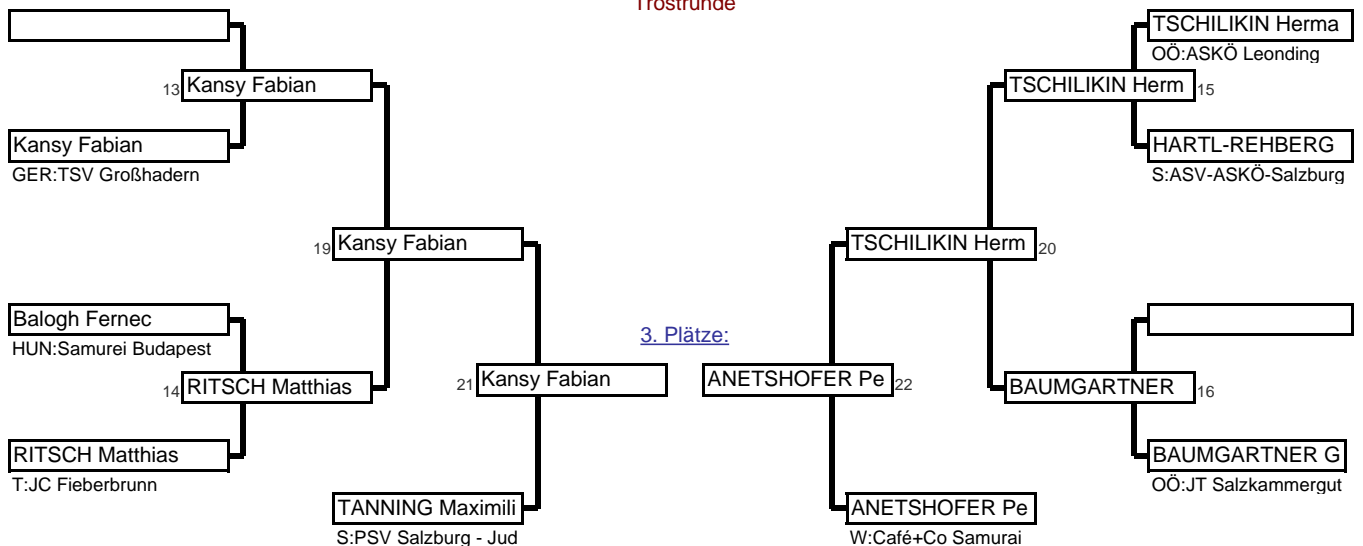 Trostrunde
13 Kansy Fabian
Kansy Fabian
GER:TSV Großhadern
19 Kansy Fabian
Balogh Fernec
HUN:Samurei Budapest
14 RITSCH Matthias
RITSCH Matthias
T:JC Fieberbrunn
21 Kansy Fabian
TANNING Maximili
S:PSV Salzburg - Jud
3. Plätze:
TSCHILIKIN Herma
OÖ:ASKÖ Leonding
TSCHILIKIN Herm 15
HARTL-REHBERG
S:ASV-ASKÖ-Salzburg
TSCHILIKIN Herm 20
ANETSHOFER Pe 22
BAUMGARTNER 16
BAUMGARTNER G
OÖ:JT Salzkammergut
ANETSHOFER Pe
W:Café+Co Samurai